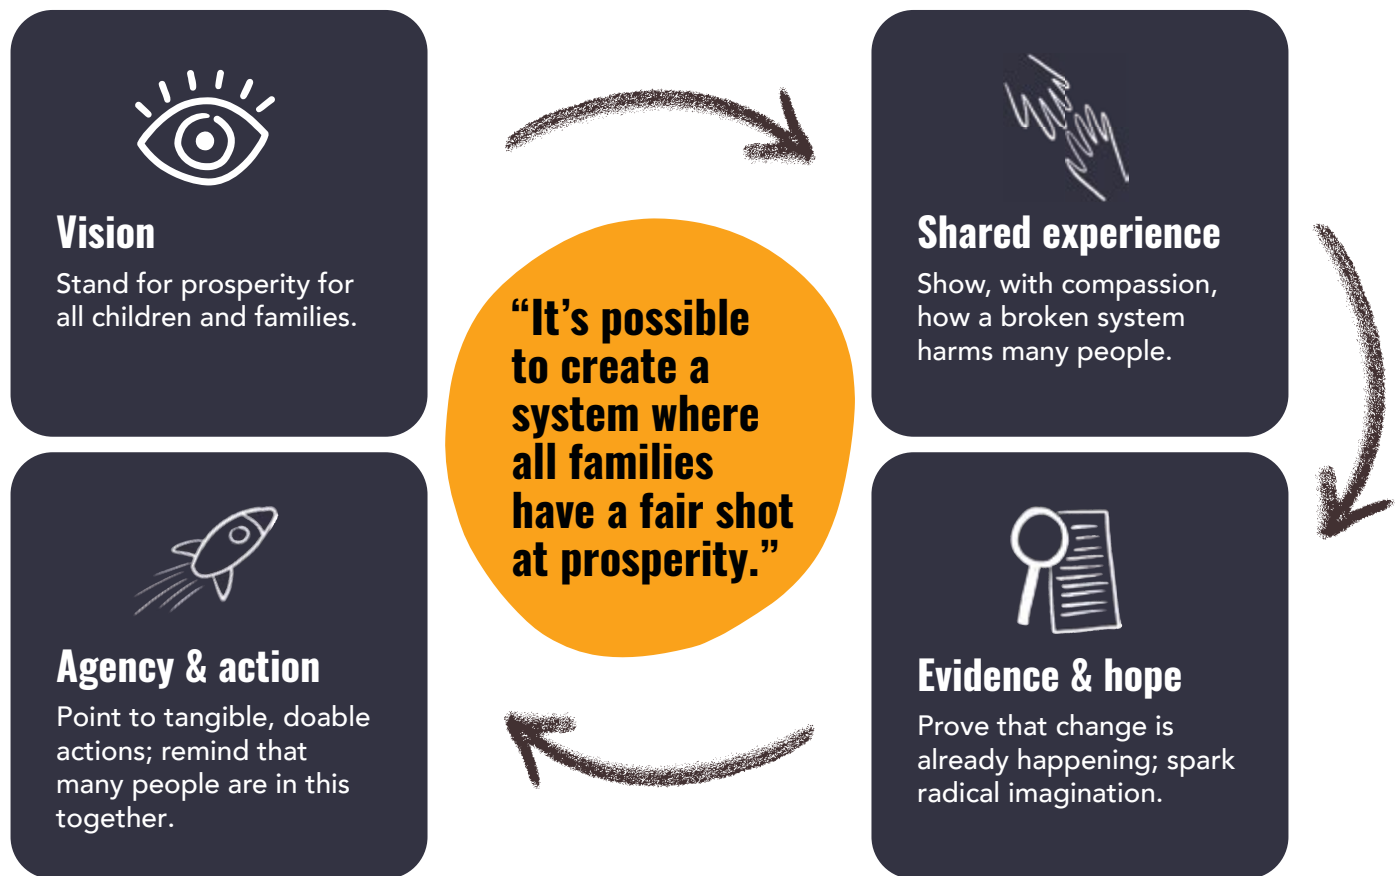 Vision
Stand for prosperity for
all children and families.
Shared experience
Show, with compassion,
how a broken system
harms many people.
“It’s possible
to create a
system where
all families
have a fair shot
at prosperity.”
Evidence & hope
Prove that change is
already happening; spark
radical imagination.
Agency & action
Point to tangible, doable
actions; remind that
many people are in this
together.